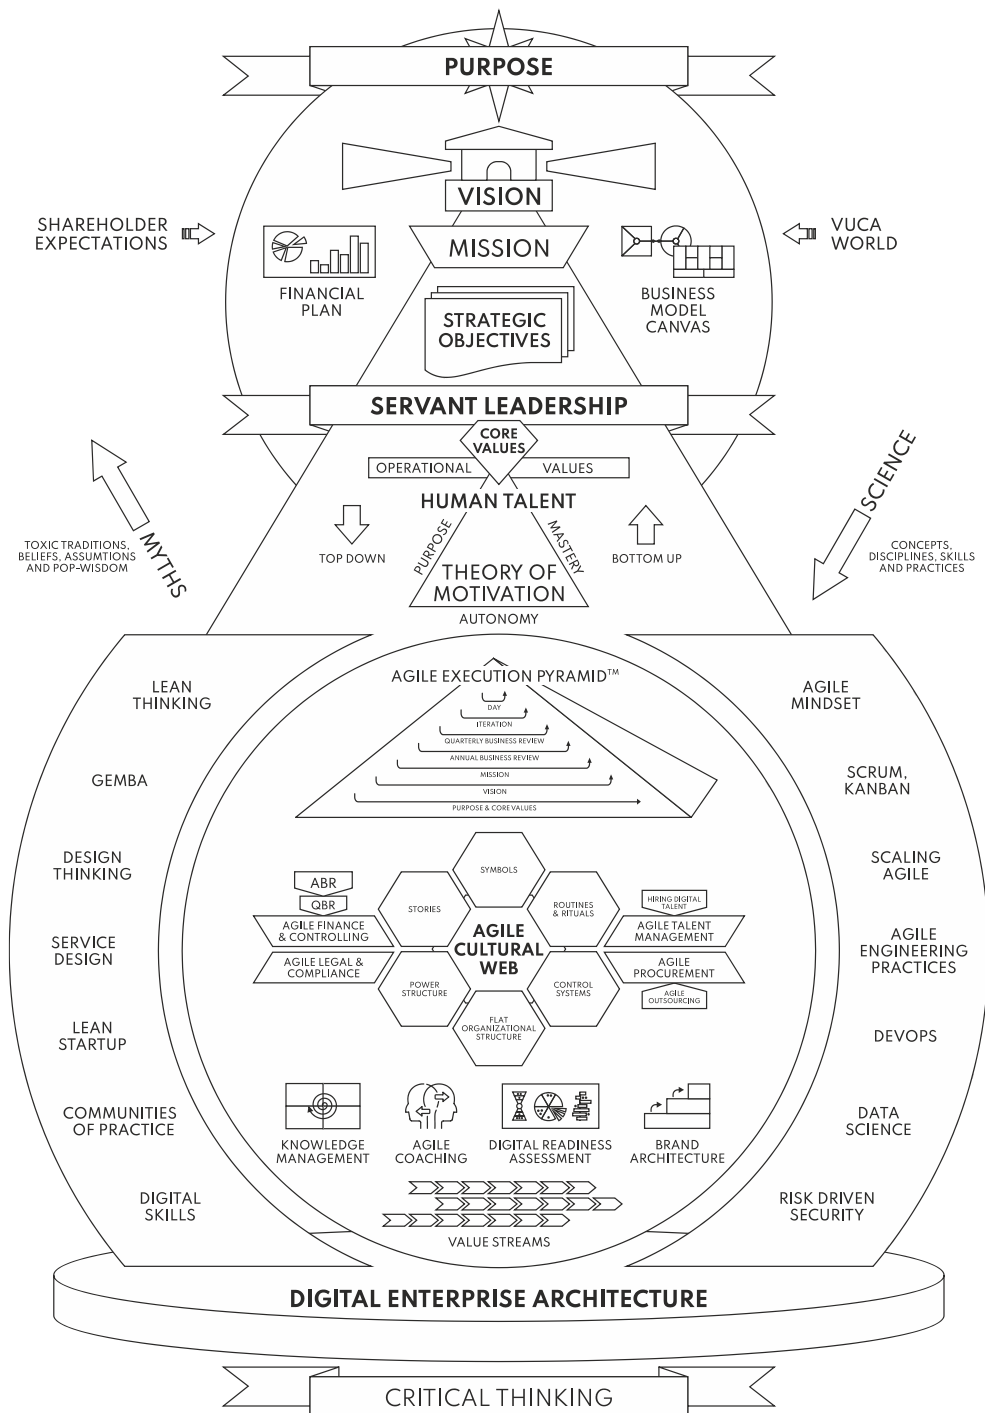 PURPOSE
VISION
SHAREHOLDER
EXPECTATIONS
VUCA
WORLD
MISSION
FINANCIAL
PLAN
BUSINESS
MODEL
CANVAS
STRATEGIC
OBJECTIVES
SERVANT LEADERSHIP
CORE
VALUES
OPERATIONAL
VALUES
HUMAN TALENT
MYTHS
TOXIC TRADITIONS,
BELIEFS, ASSUMTIONS
AND POP-WISDOM
SCIENCE
CONCEPTS,
DISCIPLINES, SKILLS
AND PRACTICES
TOP DOWN
BOTTOM UP
PURPOSE
MASTERY
THEORY OF
MOTIVATION
AUTONOMY
LEAN
THINKING
GEMBA
DESIGN
THINKING
SERVICE
DESIGN
LEAN
STARTUP
COMMUNITIES
OF PRACTICE
DIGITAL
SKILLS
AGILE EXECUTION PYRAMID™
DAY
ITERATION
QUARTERLY BUSINESS REVIEW
ANNUAL BUSINESS REVIEW
MISSION
VISION
PURPOSE & CORE VALUES
SYMBOLS
STORIES
ROUTINES
& RITUALS
AGILE
CULTURAL
WEB
POWER
STRUCTURE
CONTROL
SYSTEMS
FLAT
ORGANIZATIONAL
STRUCTURE
ABR
QBR
AGILE FINANCE
& CONTROLLING
AGILE LEGAL &
COMPLIANCE
HIRING DIGITAL
TALENT
AGILE TALENT
MANAGEMENT
AGILE
PROCUREMENT
AGILE
OUTSOURCING
KNOWLEDGE
MANAGEMENT
AGILE
COACHING
DIGITAL READINESS
ASSESSMENT
BRAND
ARCHITECTURE
VALUE STREAMS
AGILE
MINDSET
SCRUM,
KANBAN
SCALING
AGILE
AGILE
ENGINEERING
PRACTICES
DEVOPS
DATA
SCIENCE
RISK DRIVEN
SECURITY
DIGITAL ENTERPRISE ARCHITECTURE
CRITICAL THINKING